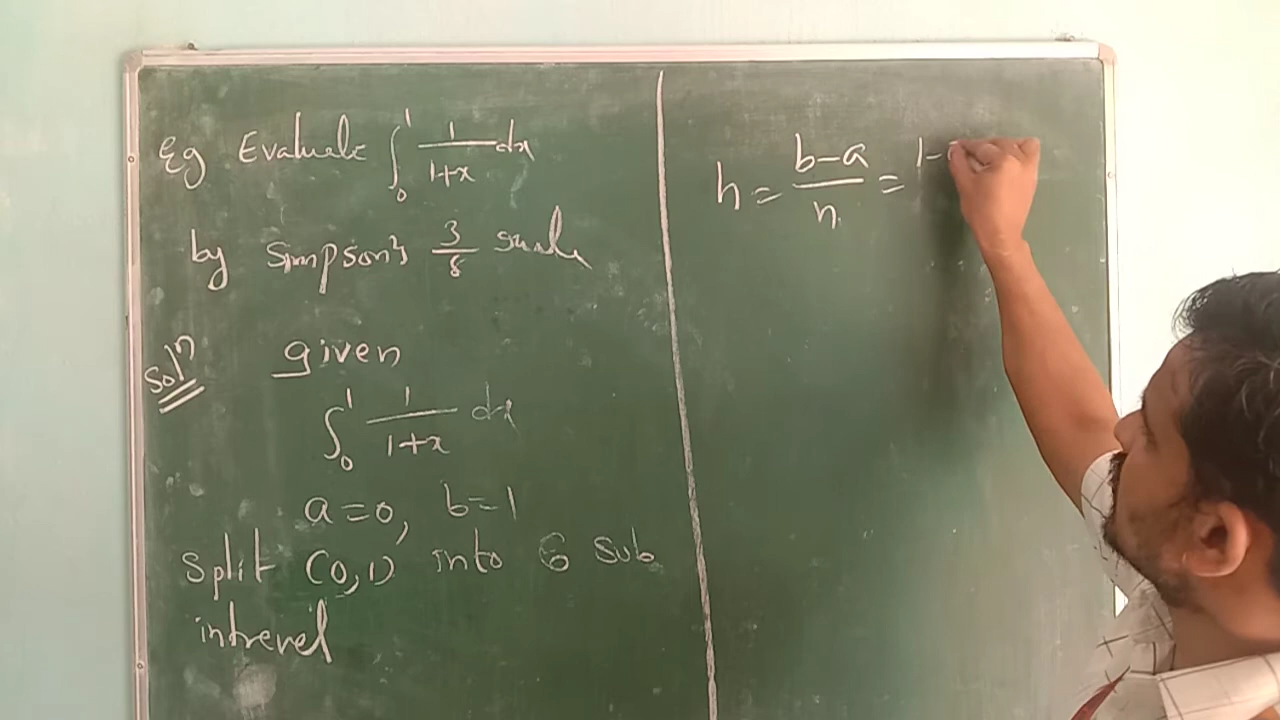 Eg Evaluate ∫₀¹ 1/(1+x) dx
by Simpson's 3/8 rule
Solⁿ given
∫₀¹ 1/(1+x) dx
a=0, b=1
Split (0,1) into 6 Sub
intrevel
h = (b-a)/n = 1-